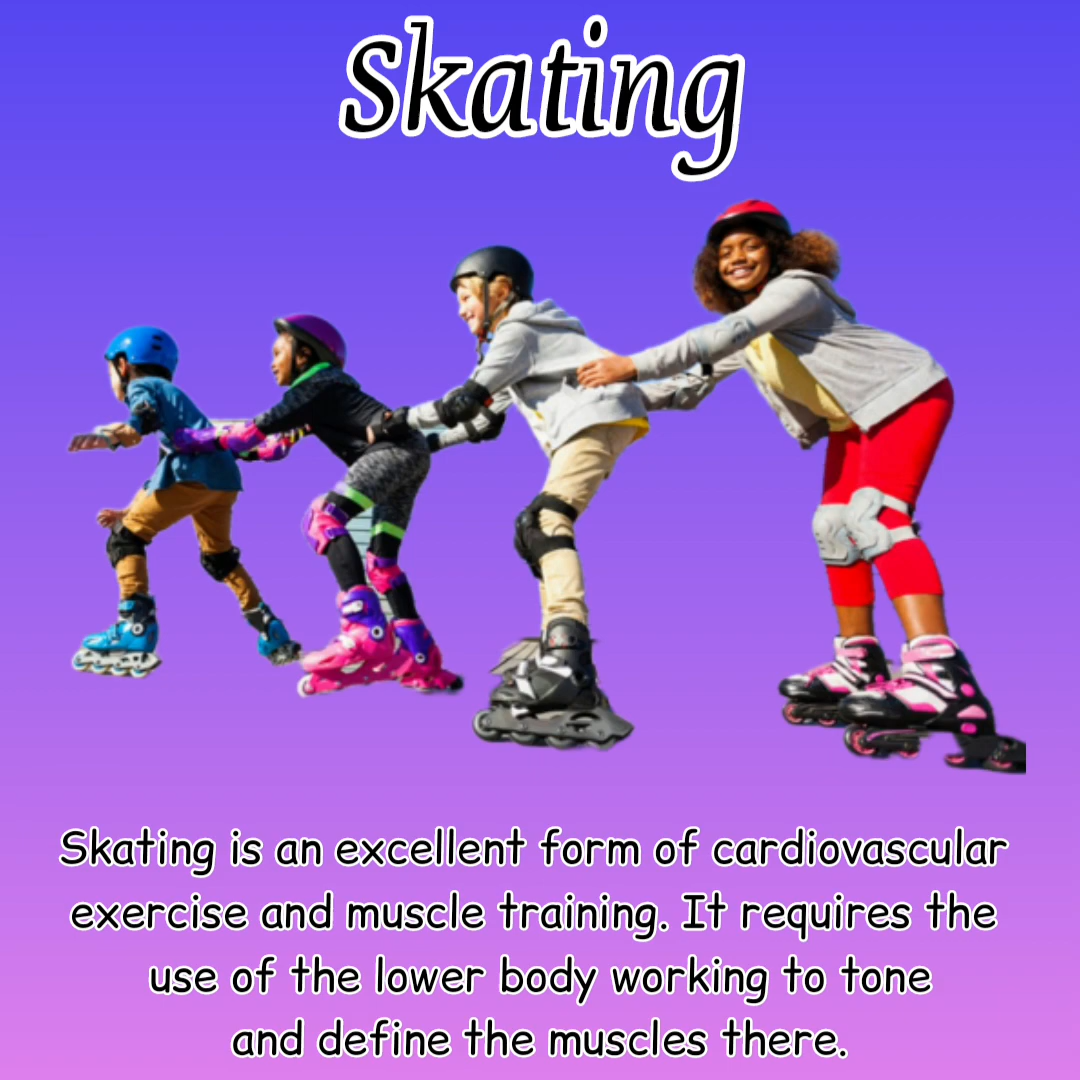 Skating
Skating is an excellent form of cardiovascular
exercise and muscle training. It requires the
use of the lower body working to tone
and define the muscles there.